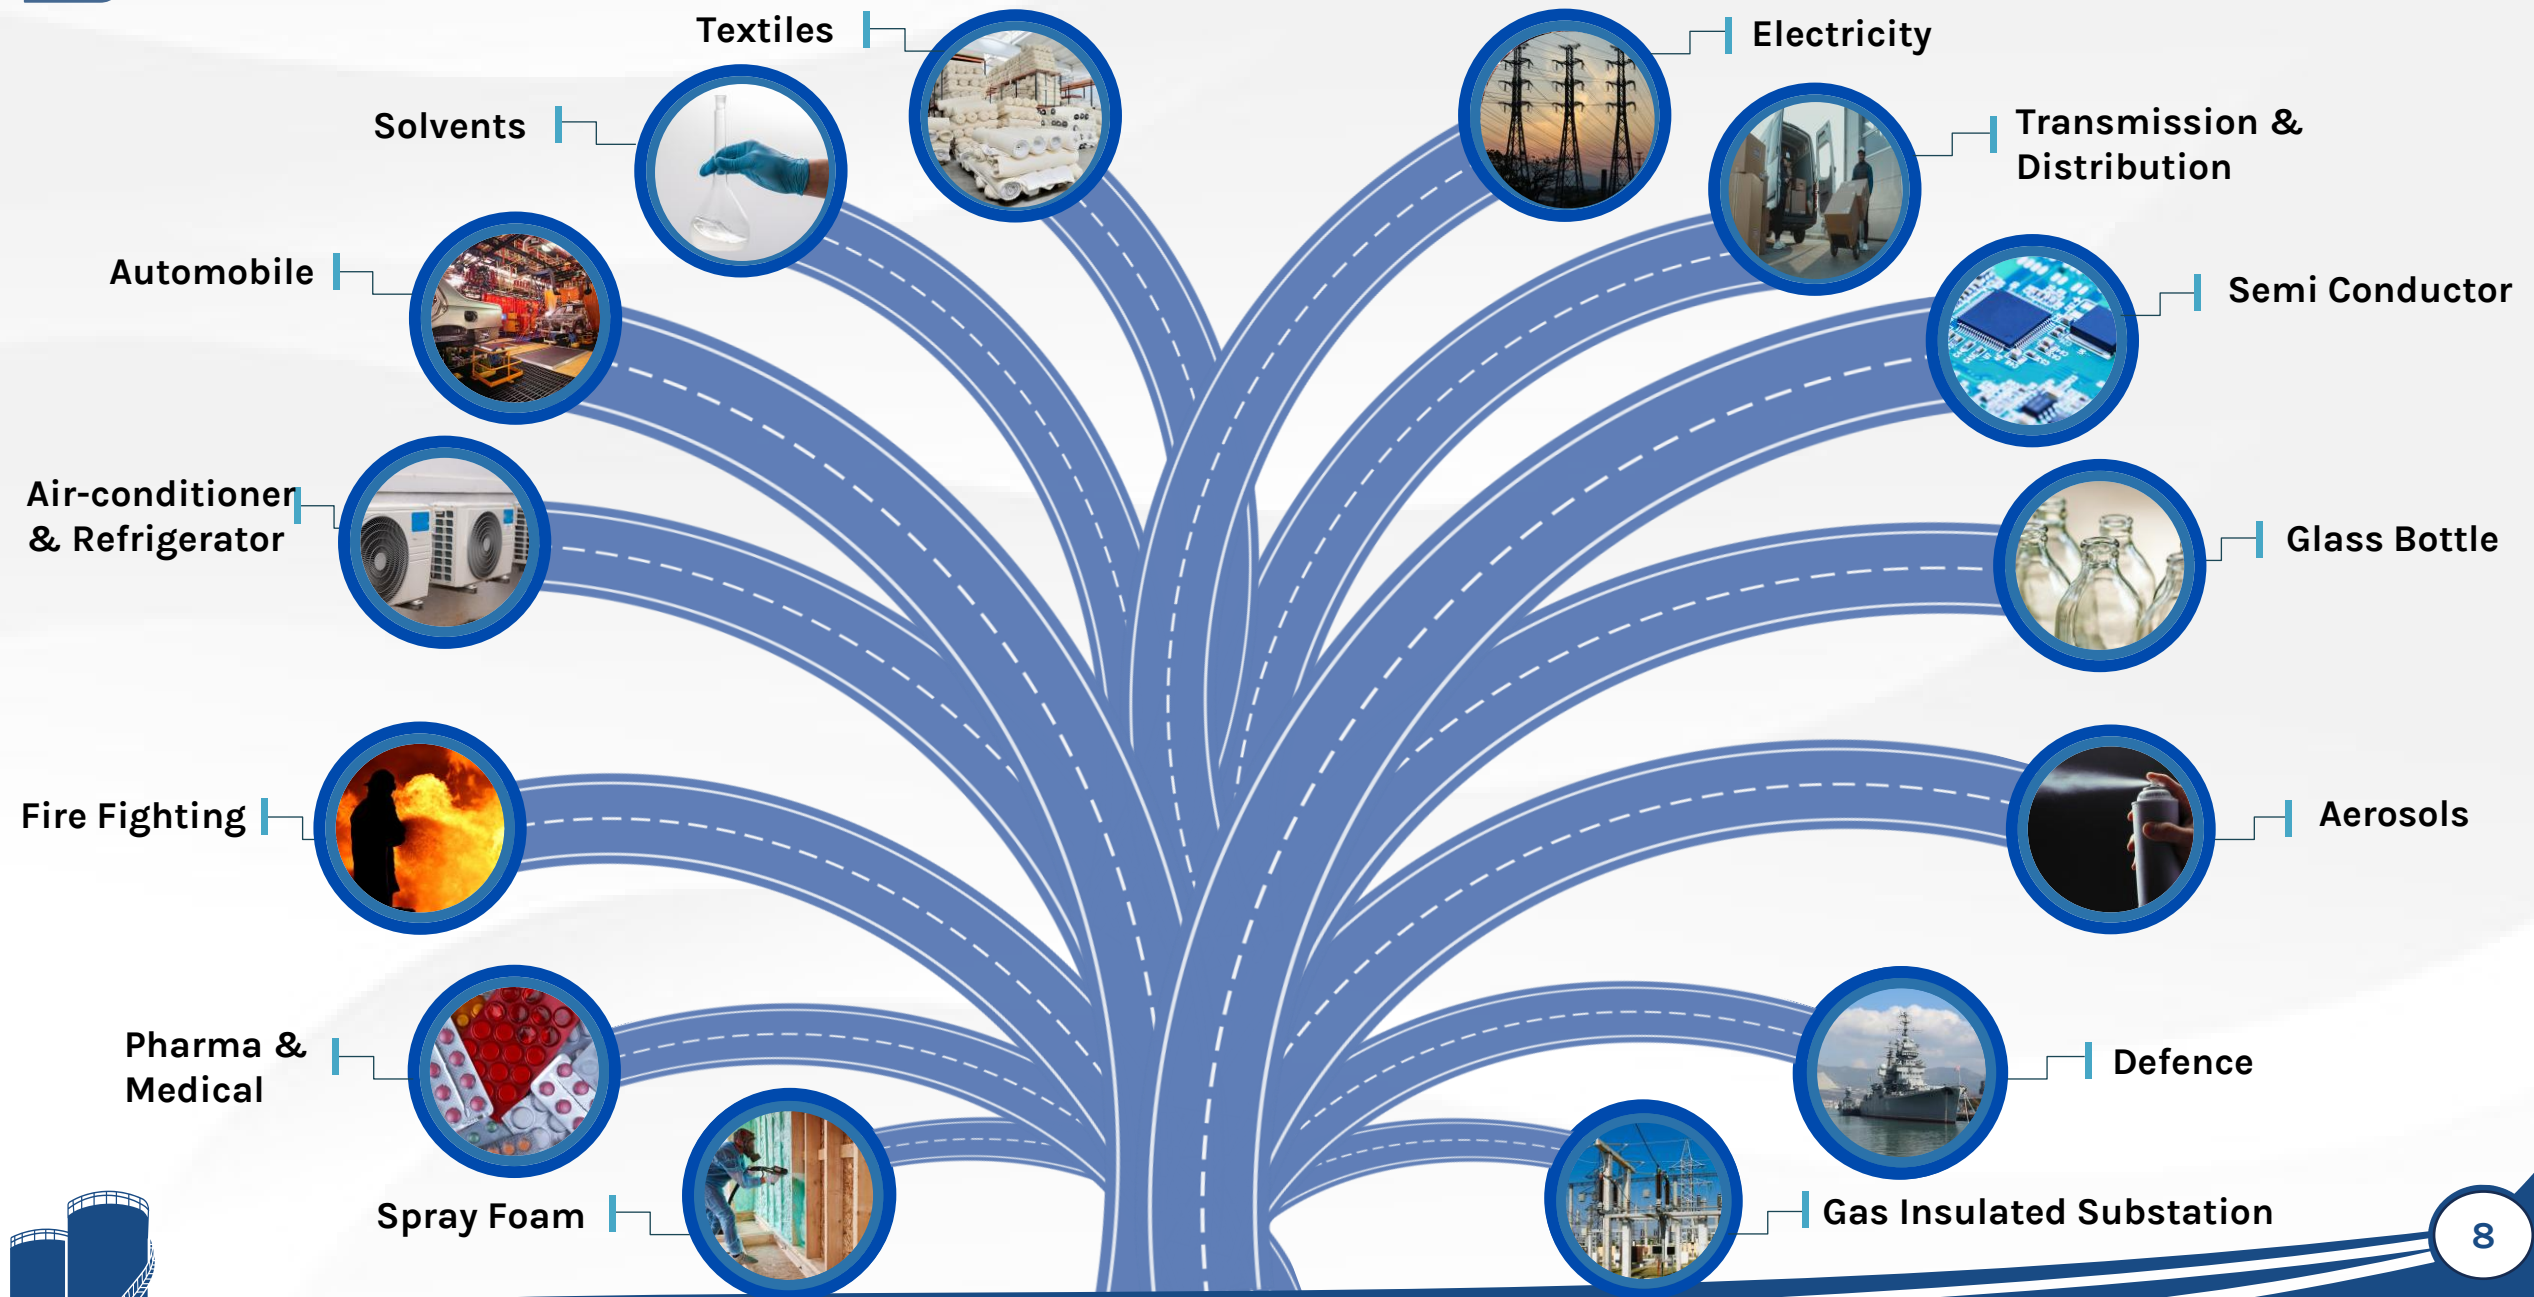 Textiles
Electricity
Solvents
Transmission &
Distribution
Automobile
Semi Conductor
Air-conditioner
& Refrigerator
Glass Bottle
Fire Fighting
Aerosols
Pharma &
Medical
Defence
Spray Foam
Gas Insulated Substation
8